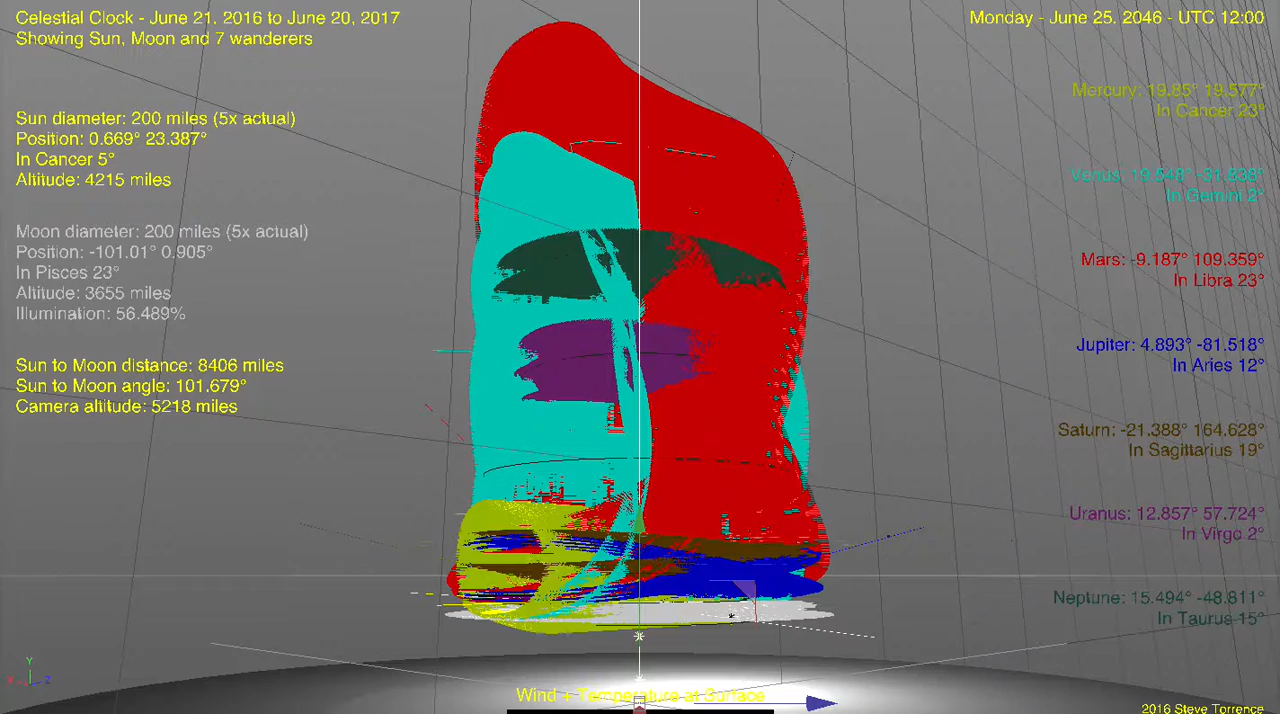 Celestial Clock - June 21. 2016 to June 20, 2017
Showing Sun, Moon and 7 wanderers
Monday - June 25. 2046 - UTC 12:00
Sun diameter: 200 miles (5x actual)
Position: 0.669° 23.387°
In Cancer 5°
Altitude: 4215 miles
Moon diameter: 200 miles (5x actual)
Position: -101.01° 0.905°
In Pisces 23°
Altitude: 3655 miles
Illumination: 56.489%
Sun to Moon distance: 8406 miles
Sun to Moon angle: 101.679°
Camera altitude: 5218 miles
Mercury: 19.85° 19.577°
In Cancer 23°
Venus: 19.548° -31.838°
In Gemini 2°
Mars: -9.187° 109.359°
In Libra 23°
Jupiter: 4.893° -81.518°
In Aries 12°
Saturn: -21.388° 164.628°
In Sagittarius 19°
Uranus: 12.857° 57.724°
In Virgo 2°
Neptune: 15.494° -48.811°
In Taurus 15°
Y
X Z
Wind + Temperature at Surface
2016 Steve Torrence